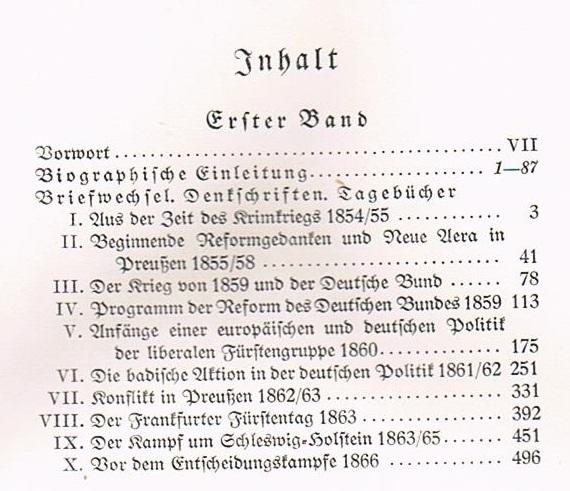 Inhalt
Erster Band
Vorwort ................................................ VII
Biographische Einleitung...................... 1—87
Briefwechsel. Denkschriften. Tagebücher
I. Aus der Zeit des Krimkriegs 1854/55 ........... 3
II. Beginnende Reformgedanken und Neue Aera in
Preußen 1855/58 .......................... 41
III. Der Krieg von 1859 und der Deutsche Bund ...... 78
IV. Programm der Reform des Deutschen Bundes 1859 113
V. Anfänge einer europäischen und deutschen Politik
der liberalen Fürstengruppe 1860.............. 175
VI. Die badische Aktion in der deutschen Politik 1861/62 251
VII. Konflikt in Preußen 1862/63 .................. 331
VIII. Der Frankfurter Fürstentag 1863 ............... 392
IX. Der Kampf um Schleswig-Holstein 1863/65....... 451
X. Vor dem Entscheidungskampfe 1866 ............ 496